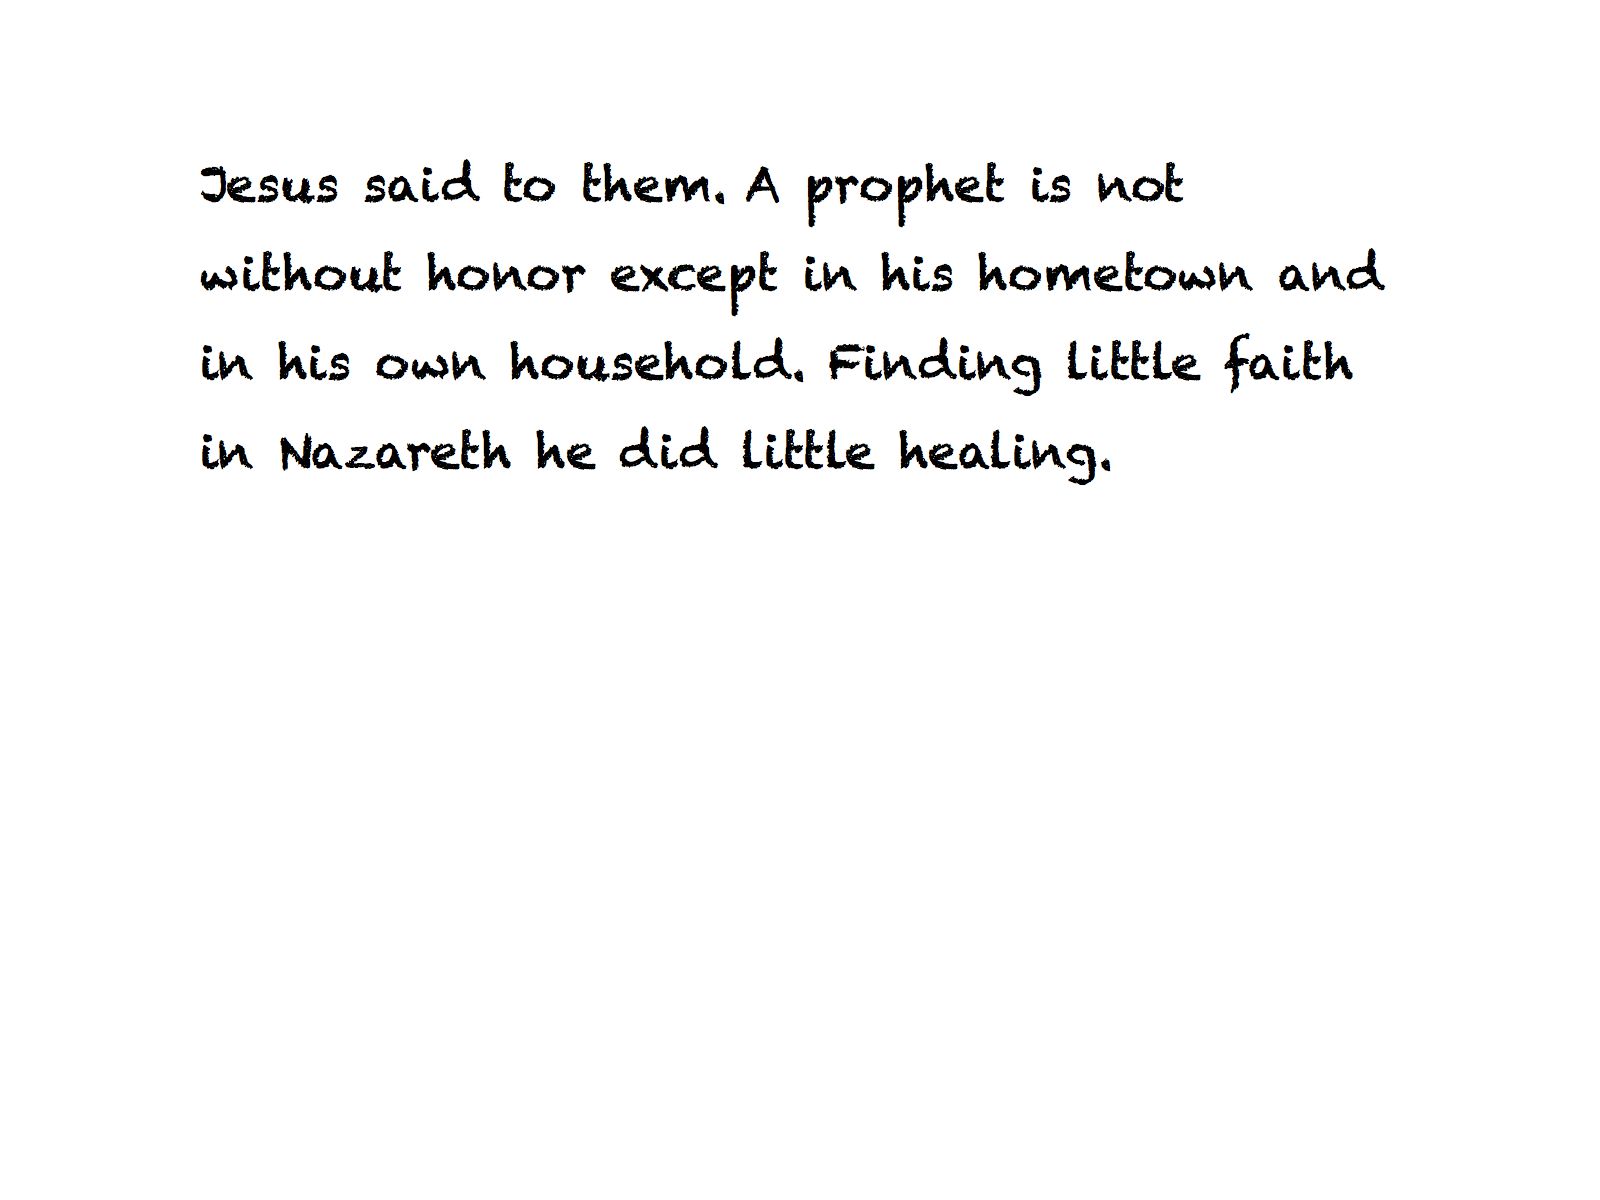 Jesus said to them. A prophet is not
without honor except in his hometown and
in his own household. Finding little faith
in Nazareth he did little healing.